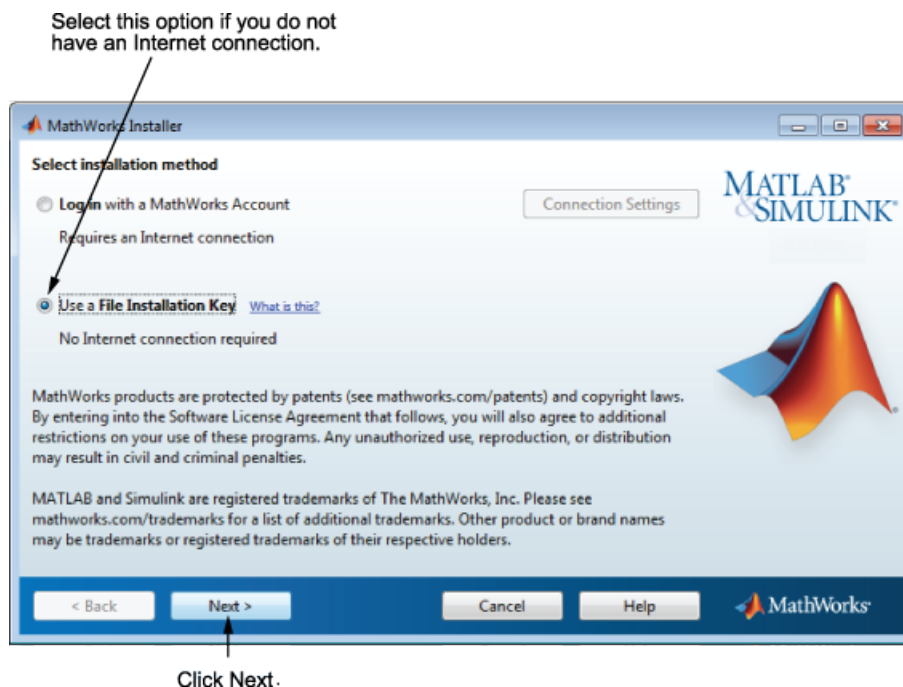 Select this option if you do not
have an Internet connection.
MathWorks Installer
Select installation method
Log in with a MathWorks Account
Connection Settings
Requires an Internet connection
Use a File Installation Key What is this?
No Internet connection required
MATLAB®
&SIMULINK®
MathWorks products are protected by patents (see mathworks.com/patents) and copyright laws.
By entering into the Software License Agreement that follows, you will also agree to additional
restrictions on your use of these programs. Any unauthorized use, reproduction, or distribution
may result in civil and criminal penalties.
MATLAB and Simulink are registered trademarks of The MathWorks, Inc. Please see
mathworks.com/trademarks for a list of additional trademarks. Other product or brand names
may be trademarks or registered trademarks of their respective holders.
< Back Next > Cancel Help MathWorks®
Click Next.